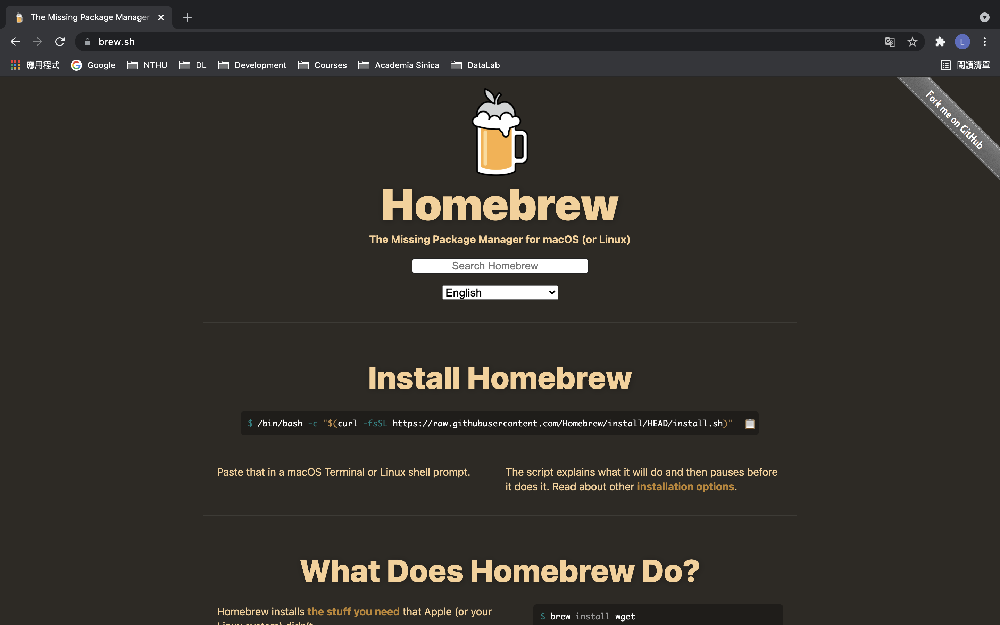 The Missing Package Manager
brew.sh
L
應用程式 Google NTHU DL Development Courses Academia Sinica DataLab 閱讀清單
Fork me on GitHub
Homebrew
The Missing Package Manager for macOS (or Linux)
Search Homebrew
English
Install Homebrew
$ /bin/bash -c "$(curl -fsSL https://raw.githubusercontent.com/Homebrew/install/HEAD/install.sh)"
Paste that in a macOS Terminal or Linux shell prompt.
The script explains what it will do and then pauses before
it does it. Read about other installation options.
What Does Homebrew Do?
Homebrew installs the stuff you need that Apple (or your
Linux system) didn't.
$ brew install wget